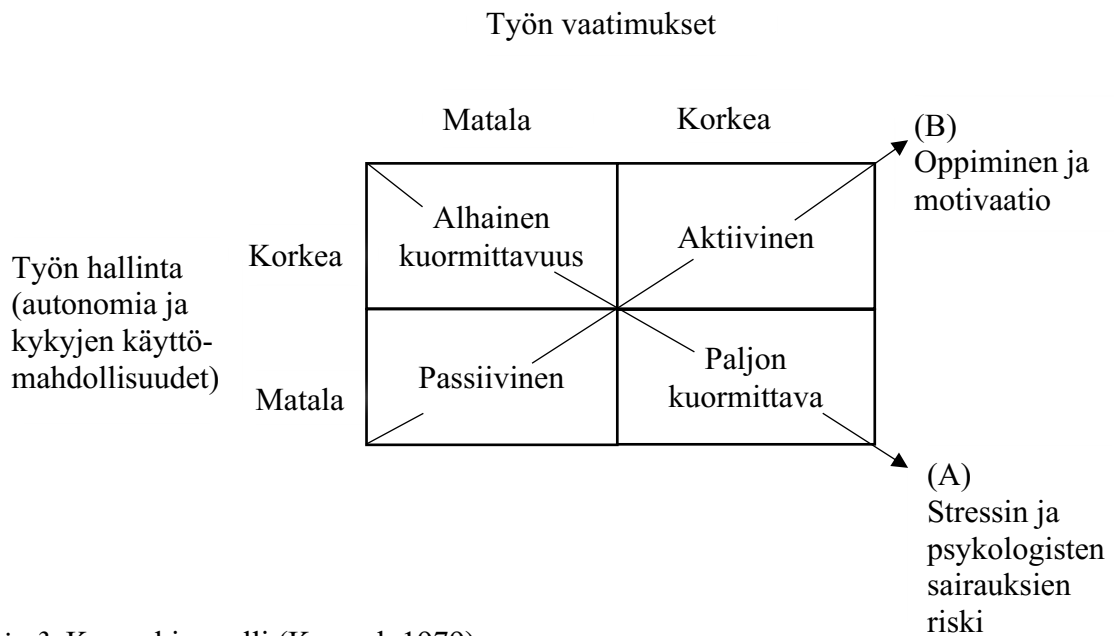 Työn vaatimukset
Matala
Korkea
(B)
Oppiminen ja
motivaatio
Alhainen
kuormittavuus
Aktiivinen
Korkea
Työn hallinta
(autonomia ja
kykyjen käyttö-
mahdollisuudet)
Matala
Passiivinen
Paljon
kuormittava
(A)
Stressin ja
psykologisten
sairauksien
riski